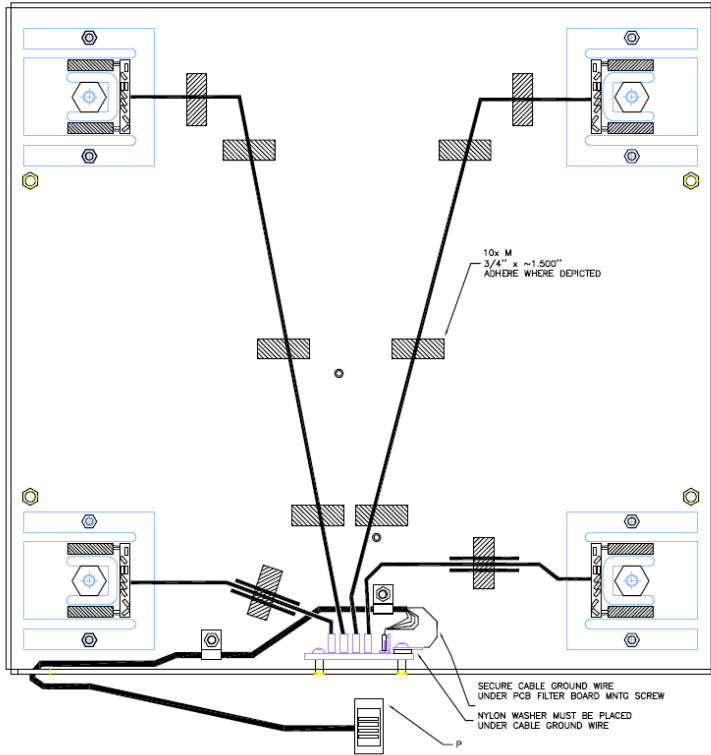 10x M
3/4" x ~1.500"
ADHERE WHERE DEPICTED
SECURE CABLE GROUND WIRE
UNDER PCB FILTER BOARD MNTG SCREW
NYLON WASHER MUST BE PLACED
UNDER CABLE GROUND WIRE
P